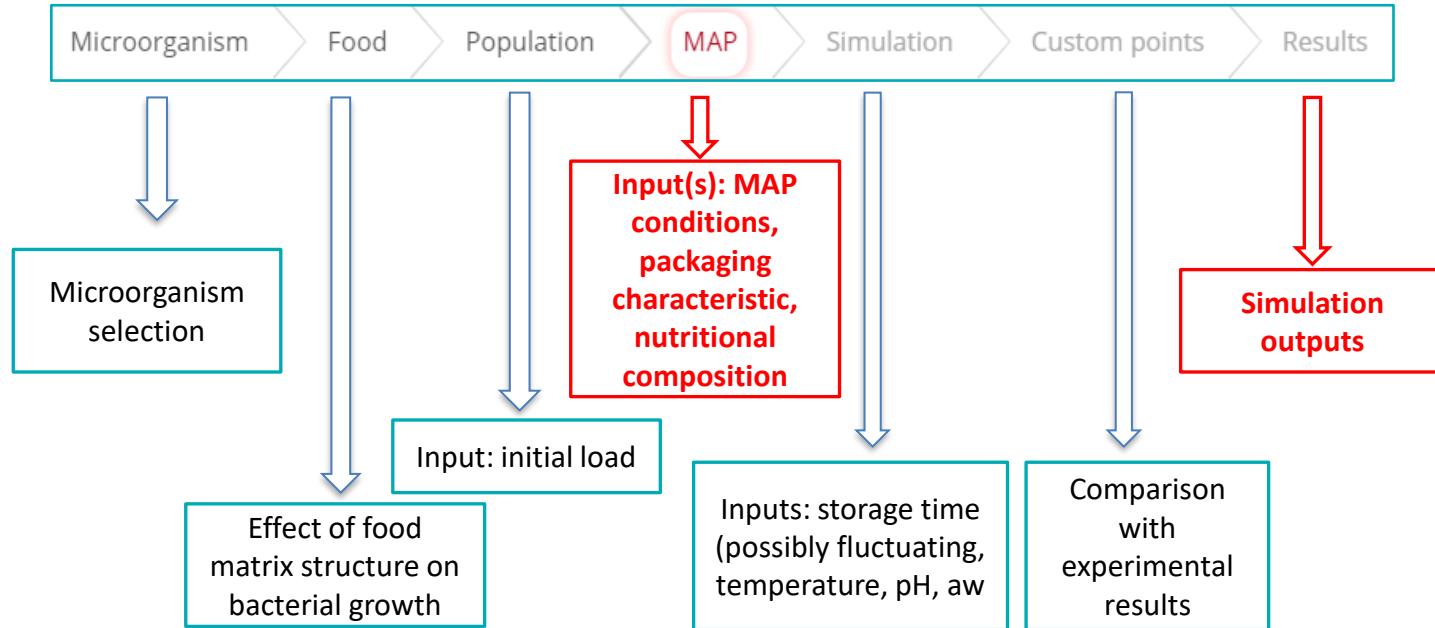 Microorganism
Food
Population
MAP
Simulation
Custom points
Results
Microorganism
selection
Effect of food
matrix structure on
bacterial growth
Input: initial load
Input(s): MAP
conditions,
packaging
characteristic,
nutritional
composition
Inputs: storage time
(possibly fluctuating,
temperature, pH, aw
Comparison
with
experimental
results
Simulation
outputs